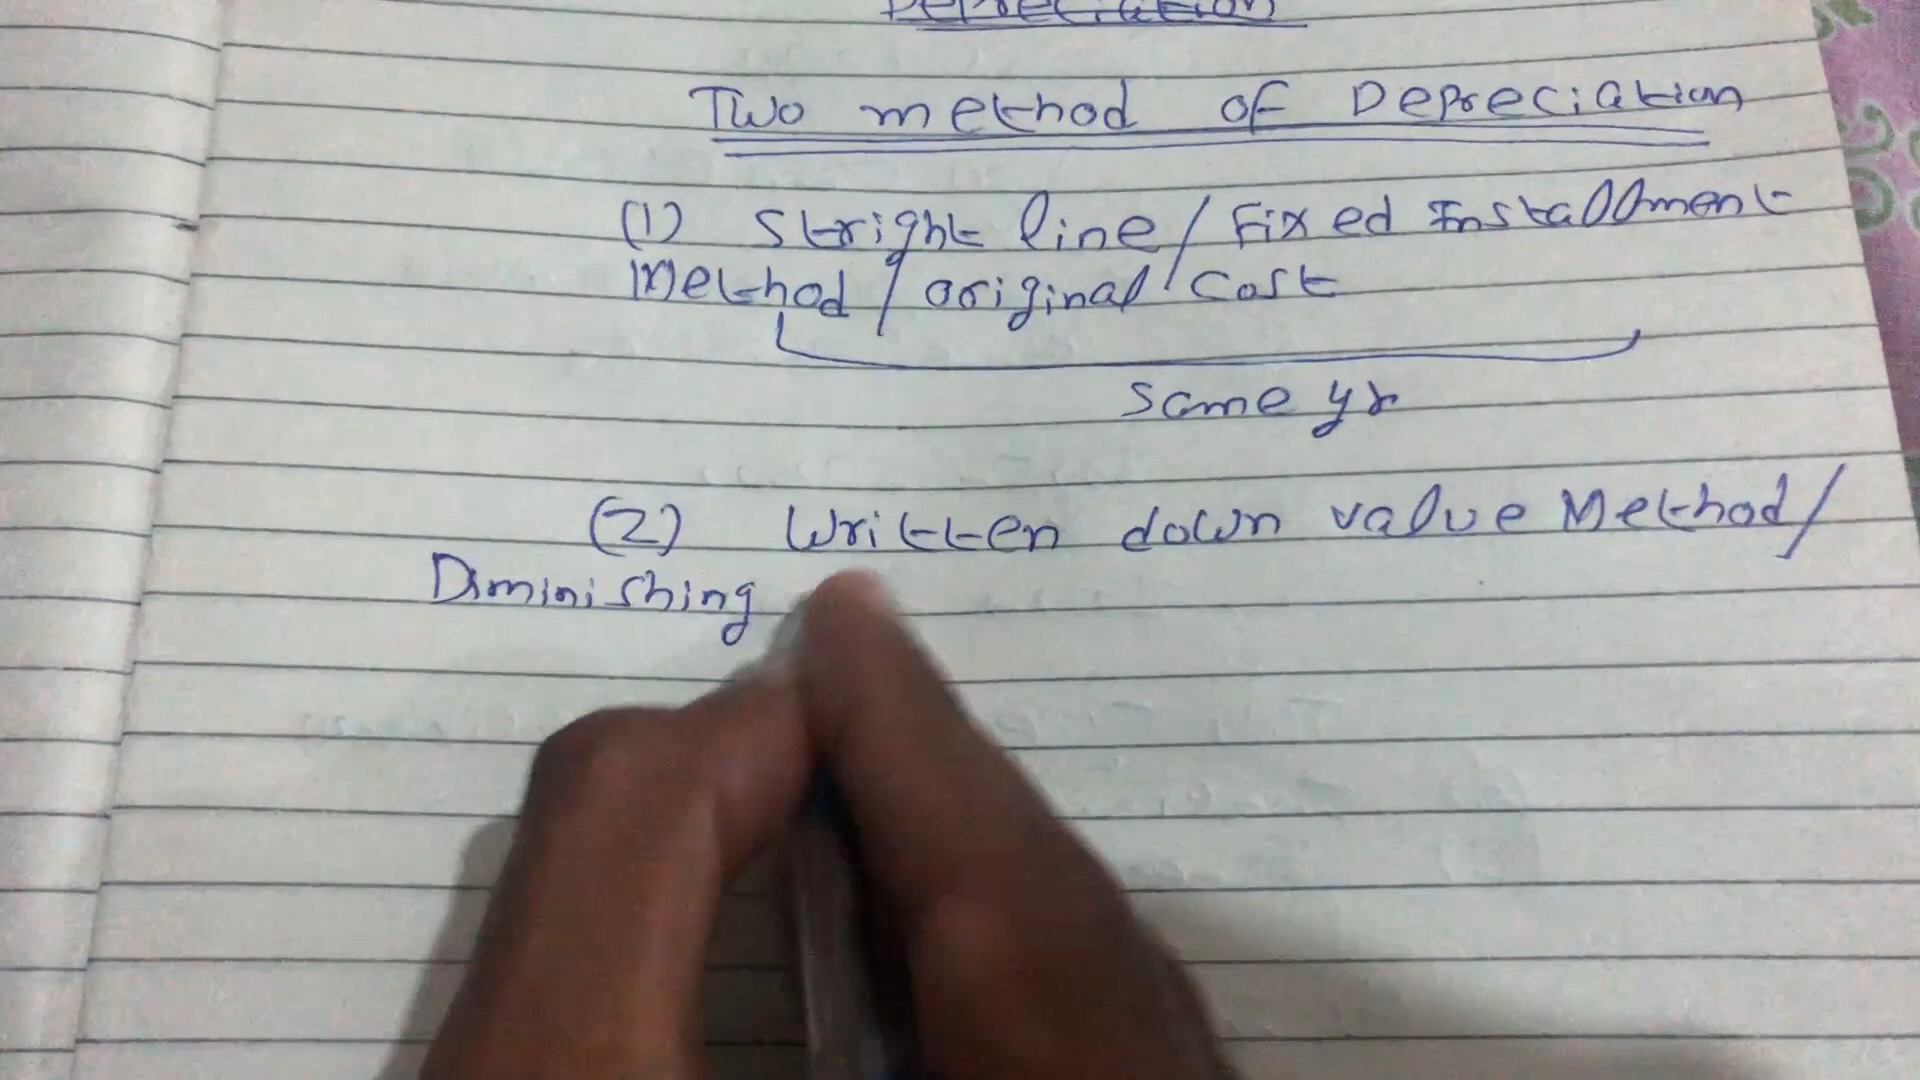 Depreciation
Two method of Depreciation
(1) Stright line / Fixed Installment
Method / original cost
Same yr
(2) Written down value Method /
Diminishing